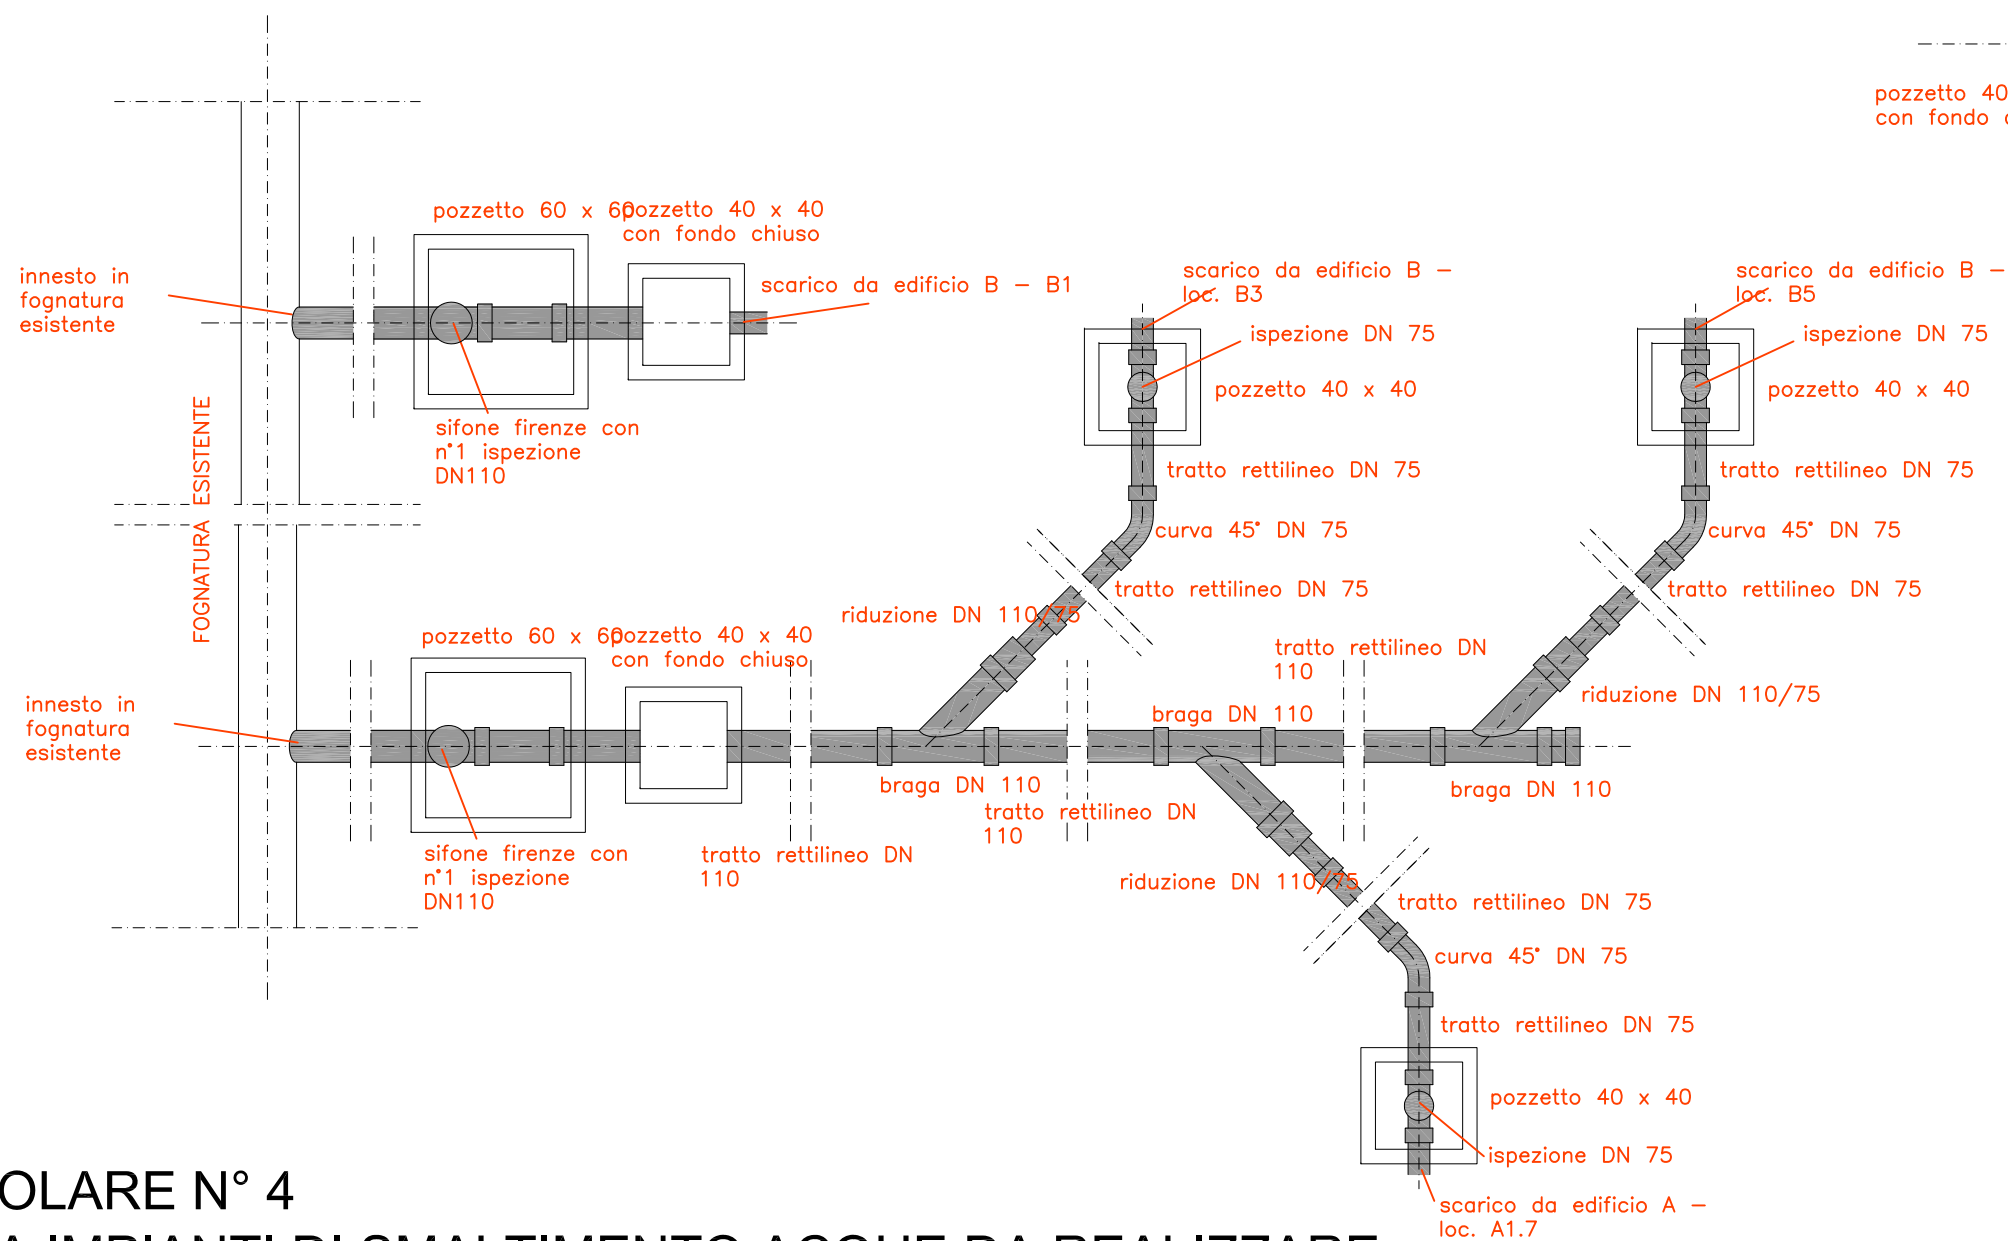 pozzetto 40
con fondo
pozzetto 60 x 60
pozzetto 40 x 40
con fondo chiuso
innesto in
fognatura
esistente
scarico da edificio B – B1
scarico da edificio B –
loc. B3
scarico da edificio B –
loc. B5
ispezione DN 75
ispezione DN 75
pozzetto 40 x 40
pozzetto 40 x 40
sifone firenze con
n°1 ispezione
DN110
FOGNATURA ESISTENTE
tratto rettilineo DN 75
tratto rettilineo DN 75
curva 45° DN 75
curva 45° DN 75
tratto rettilineo DN 75
tratto rettilineo DN 75
riduzione DN 110/75
pozzetto 60 x 60
pozzetto 40 x 40
con fondo chiuso
tratto rettilineo DN
110
riduzione DN 110/75
innesto in
fognatura
esistente
braga DN 110
braga DN 110
braga DN 110
tratto rettilineo DN
110
sifone firenze con
n°1 ispezione
DN110
tratto rettilineo DN
110
riduzione DN 110/75
tratto rettilineo DN 75
curva 45° DN 75
tratto rettilineo DN 75
pozzetto 40 x 40
ispezione DN 75
scarico da edificio A –
loc. A1.7
OLARE N° 4
A IMPIANTI DI SMALTIMENTO ACQUE DA REALIZZARE